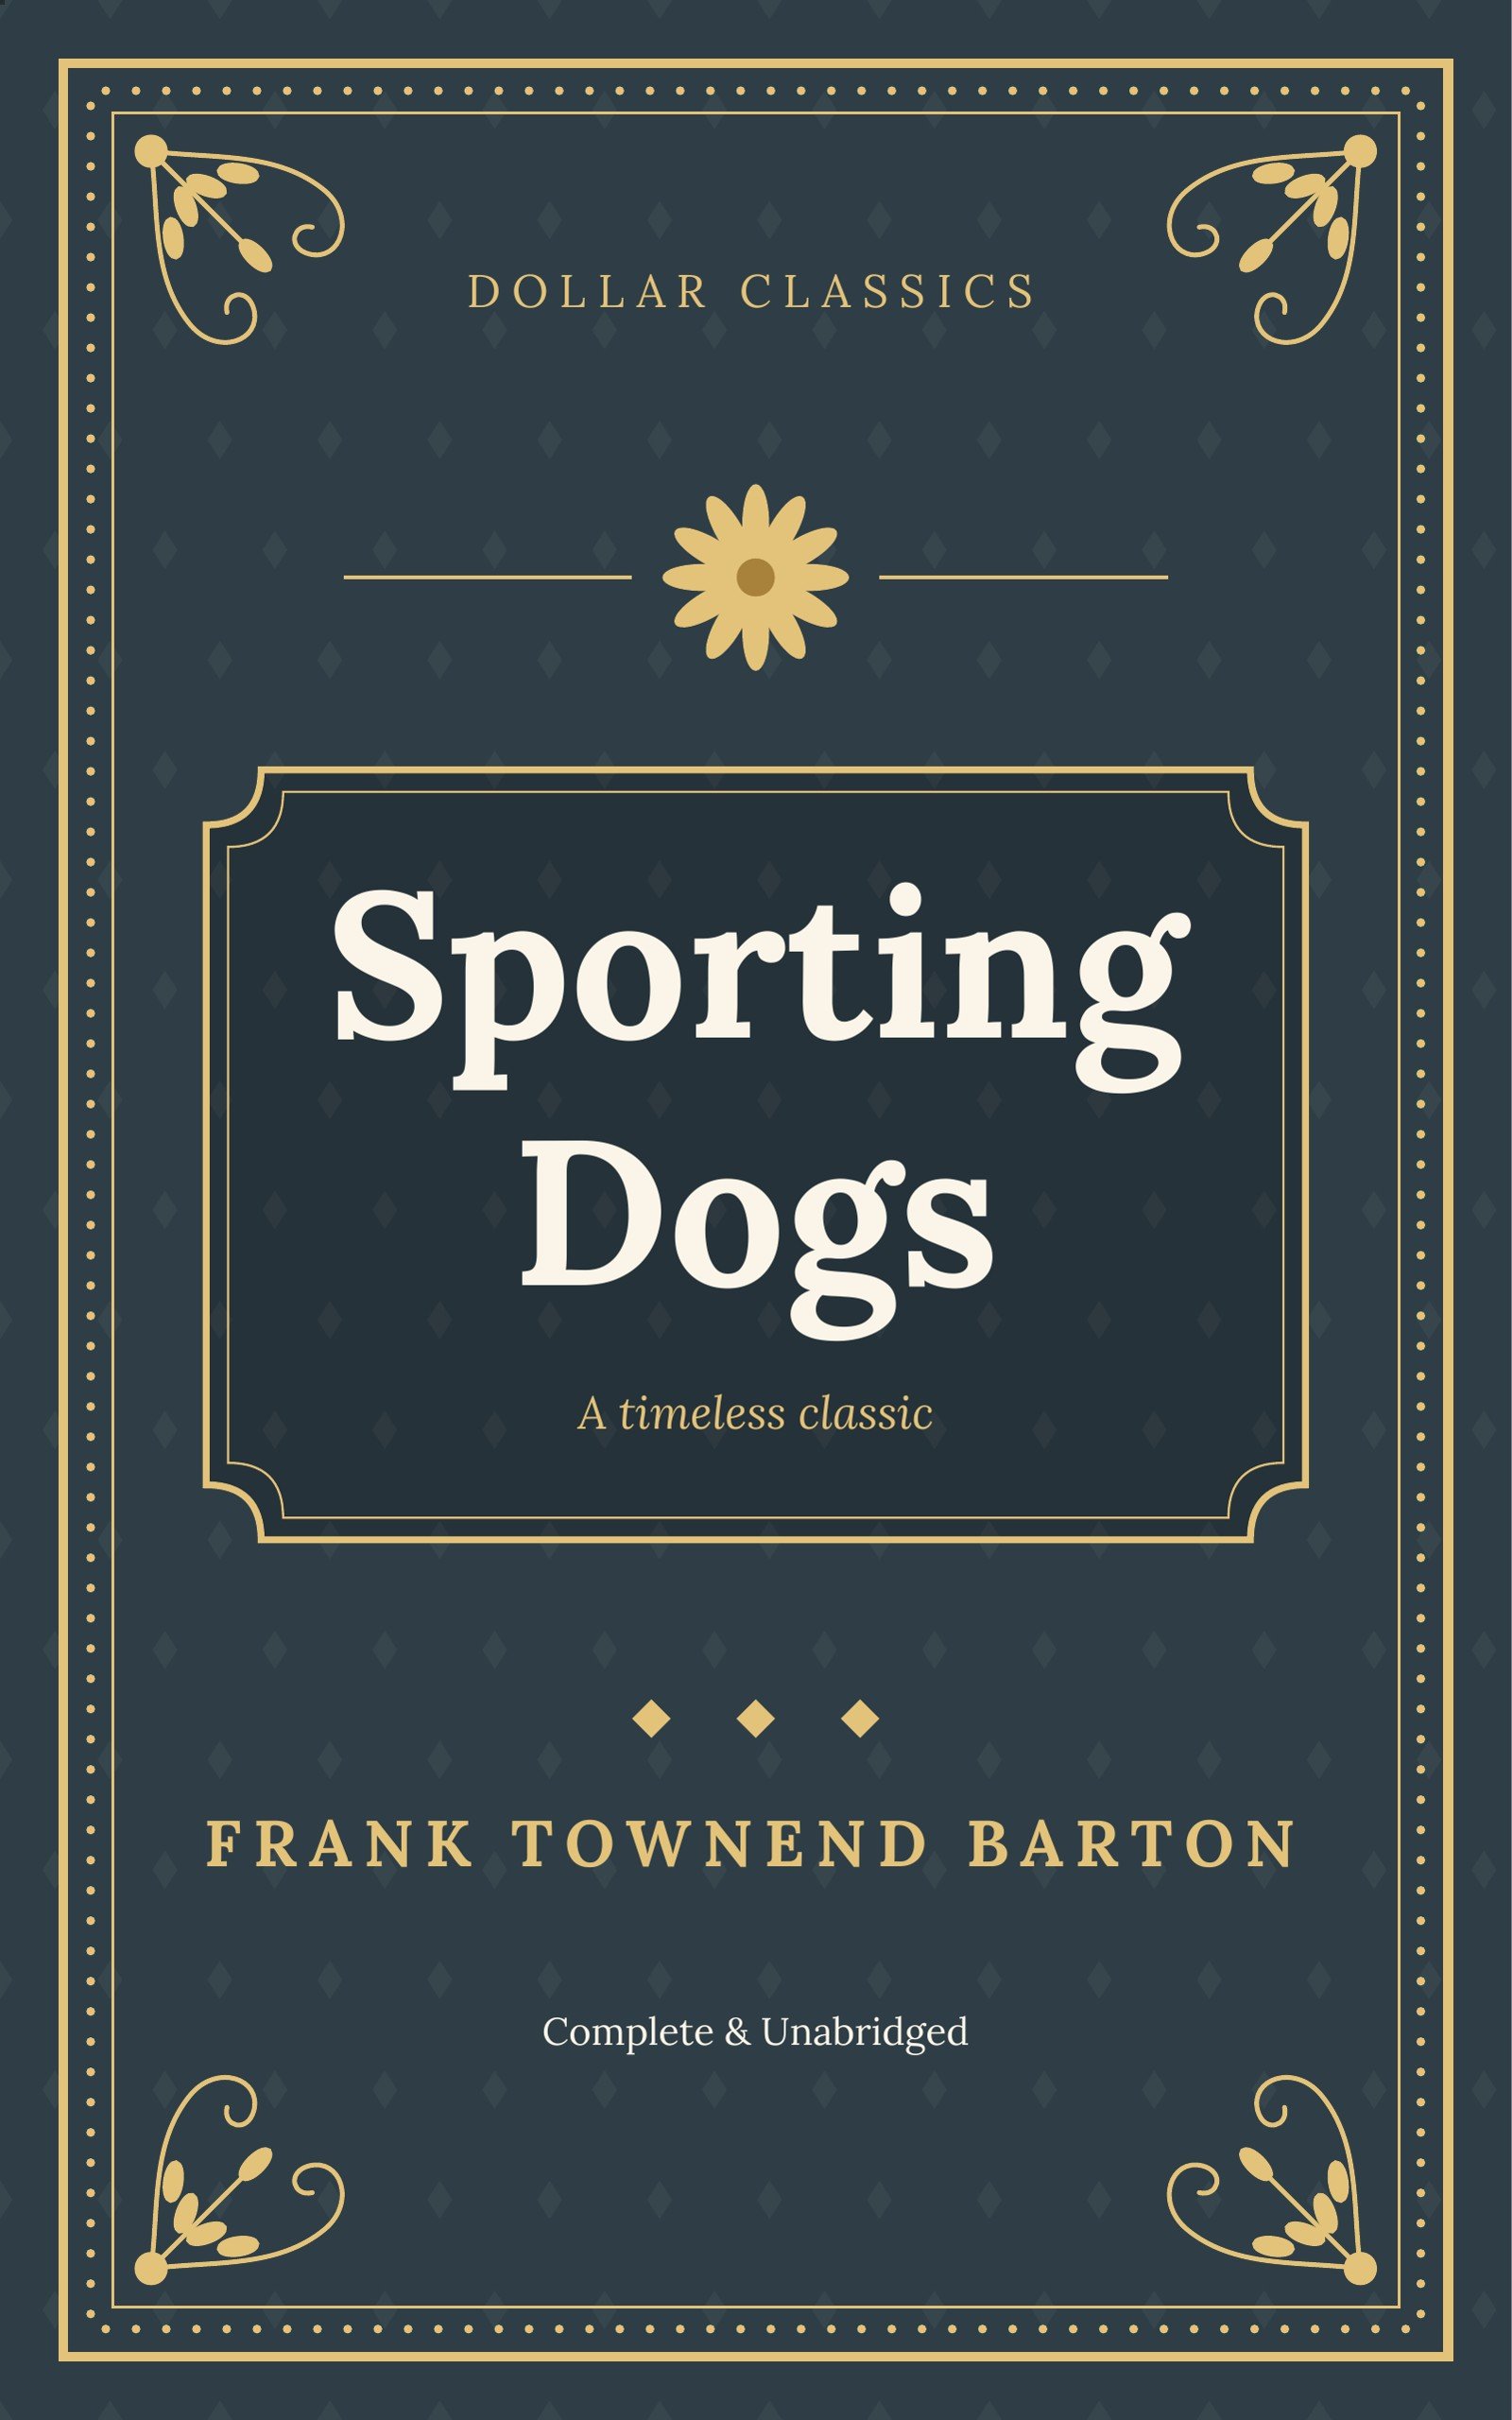 DOLLAR CLASSICS
Sporting
Dogs
A timeless classic
FRANK TOWNEND BARTON
Complete & Unabridged